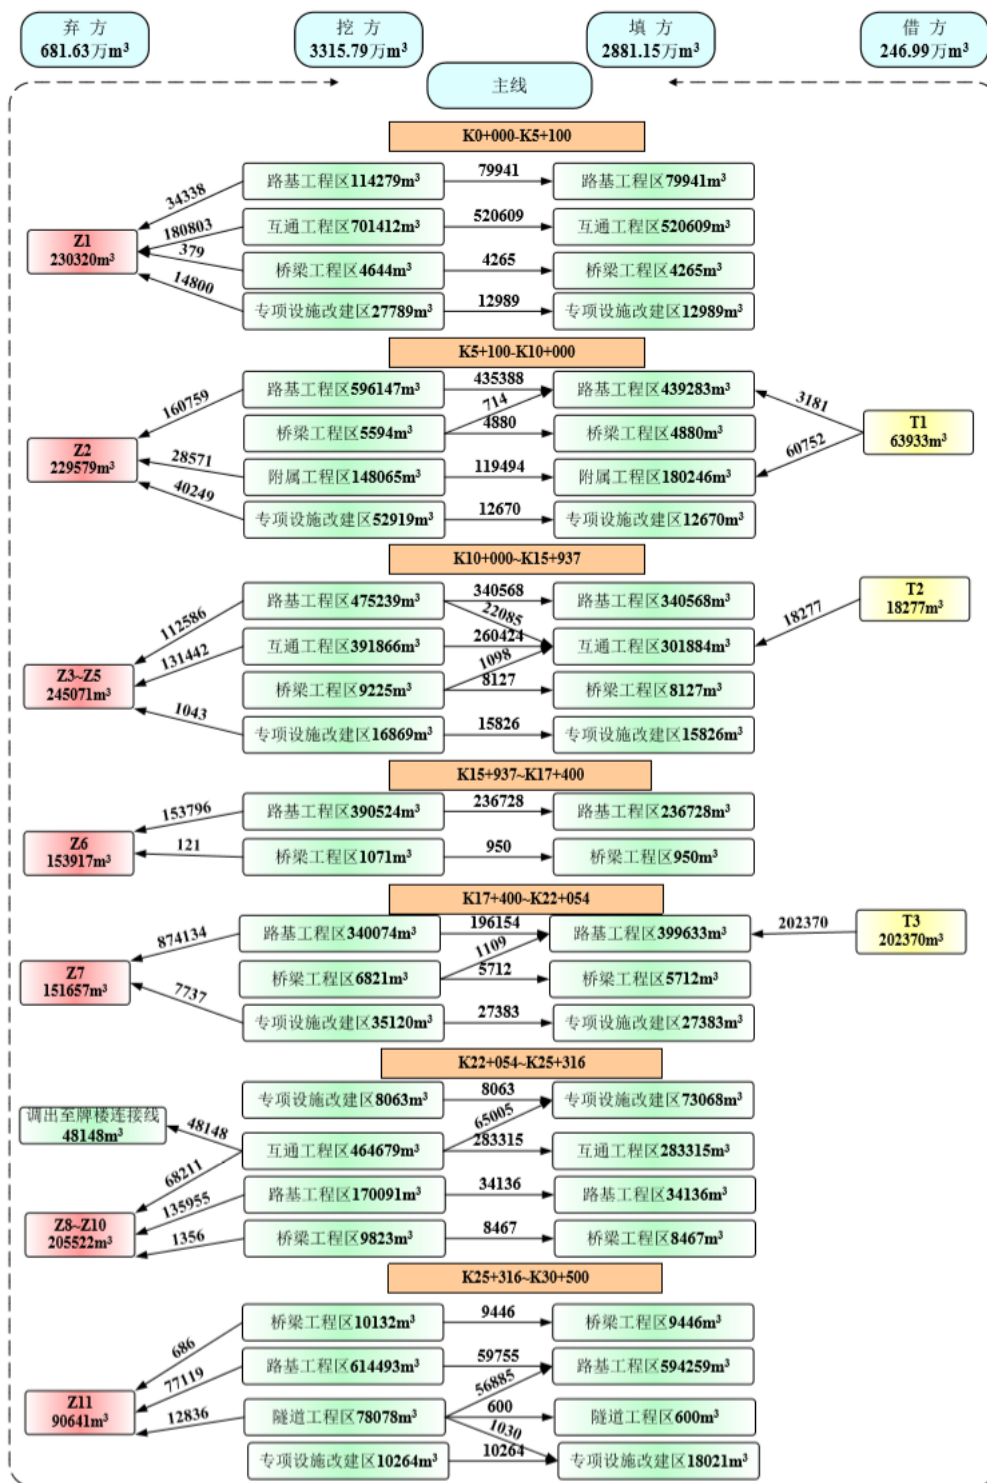 弃 方
681.63万m³
挖方
3315.79万m³
填 方
2881.15万m³
借 方
246.99万m³
主线
K0+000-K5+100
路基工程区114279m³
79941
路基工程区79941m³
34338
互通工程区701412m³
520609
互通工程区520609m³
180803
Z1
230320m³
379
桥梁工程区4644m³
4265
桥梁工程区4265m³
14800
专项设施改建区27789m³
12989
专项设施改建区12989m³
K5+100-K10+000
路基工程区596147m³
435388
路基工程区439283m³
3181
160759
714
桥梁工程区5594m³
4880
桥梁工程区4880m³
T1
63933m³
Z2
229579m³
60752
28571
附属工程区148065m³
119494
附属工程区180246m³
40249
专项设施改建区52919m³
12670
专项设施改建区12670m³
K10+000~K15+937
路基工程区475239m³
340568
路基工程区340568m³
T2
18277m³
112586
22085
18277
互通工程区391866m³
260424
互通工程区301884m³
131442
1098
Z3~Z5
245071m³
桥梁工程区9225m³
8127
桥梁工程区8127m³
1043
专项设施改建区16869m³
15826
专项设施改建区15826m³
K15+937~K17+400
153796
路基工程区390524m³
236728
路基工程区236728m³
Z6
153917m³
121
桥梁工程区1071m³
950
桥梁工程区950m³
K17+400~K22+054
874134
路基工程区340074m³
196154
路基工程区399633m³
202370
T3
202370m³
1109
Z7
151657m³
桥梁工程区6821m³
5712
桥梁工程区5712m³
7737
专项设施改建区35120m³
27383
专项设施改建区27383m³
K22+054~K25+316
专项设施改建区8063m³
8063
专项设施改建区73068m³
65005
调出至牌楼连接线
48148m³
48148
互通工程区464679m³
283315
互通工程区283315m³
68211
路基工程区170091m³
34136
路基工程区34136m³
135955
Z8~Z10
205522m³
1356
桥梁工程区9823m³
8467
桥梁工程区8467m³
K25+316~K30+500
桥梁工程区10132m³
9446
桥梁工程区9446m³
686
路基工程区614493m³
59755
路基工程区594259m³
77119
56885
Z11
90641m³
12836
隧道工程区78078m³
600
隧道工程区600m³
1030
专项设施改建区10264m³
10264
专项设施改建区18021m³